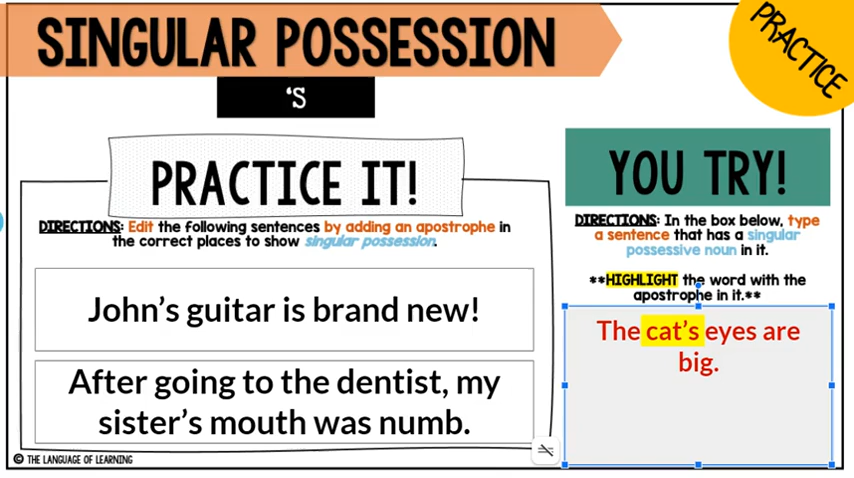 SINGULAR POSSESSION
PRACTICE
‘S
PRACTICE IT!
DIRECTIONS: Edit the following sentences by adding an apostrophe in
the correct places to show singular possession.
John’s guitar is brand new!
After going to the dentist, my
sister’s mouth was numb.
© THE LANGUAGE OF LEARNING
YOU TRY!
DIRECTIONS: In the box below, type
a sentence that has a singular
possessive noun in it.
**HIGHLIGHT the word with the
apostrophe in it.**
The cat’s eyes are
big.